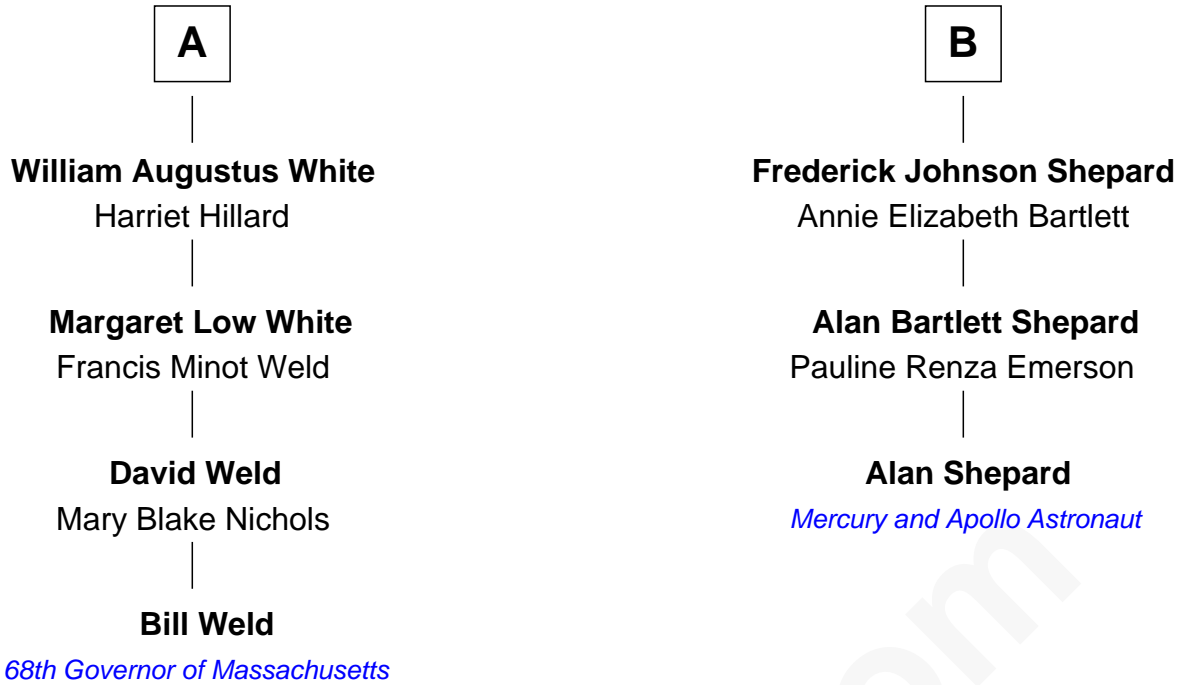 A
William Augustus White
Harriet Hillard
Margaret Low White
Francis Minot Weld
David Weld
Mary Blake Nichols
Bill Weld
68th Governor of Massachusetts
B
Frederick Johnson Shepard
Annie Elizabeth Bartlett
Alan Bartlett Shepard
Pauline Renza Emerson
Alan Shepard
Mercury and Apollo Astronaut
om